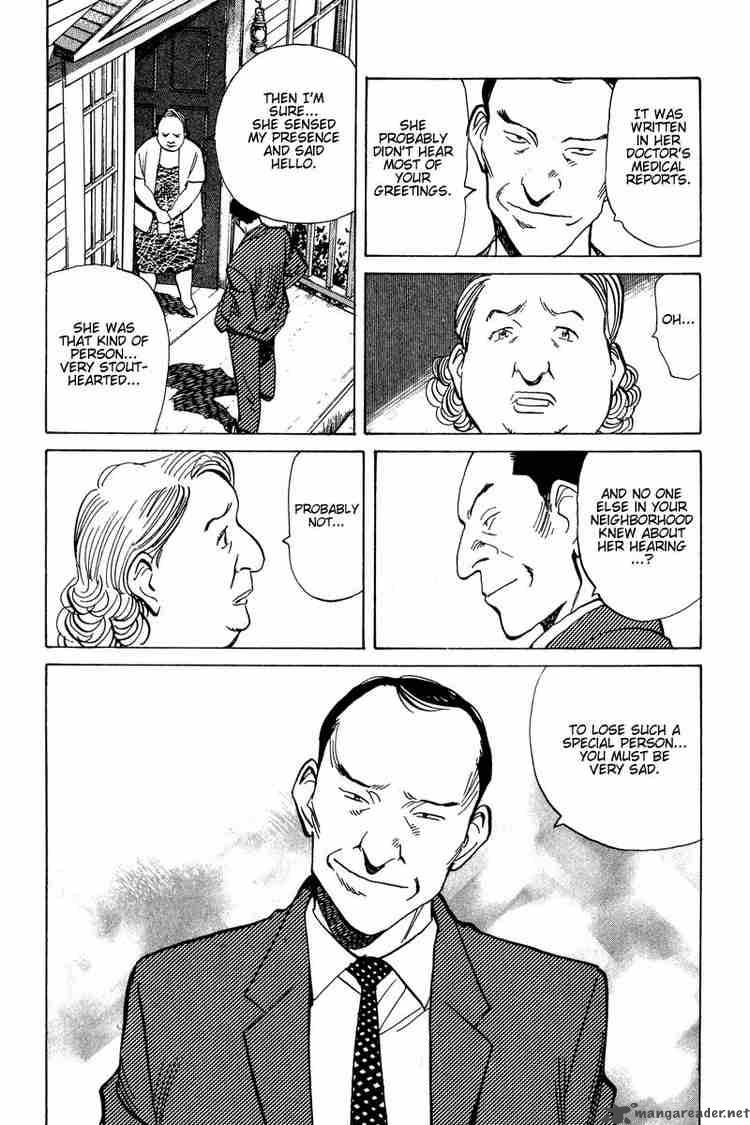 IT WAS
WRITTEN
IN HER
DOCTOR'S
MEDICAL
REPORTS.
SHE
PROBABLY
DIDN'T HEAR
MOST OF
YOUR
GREETINGS.
OH...
THEN I'M
SURE...
SHE SENSED
MY PRESENCE
AND SAID
HELLO.
SHE WAS
THAT KIND OF
PERSON...
VERY STOUT-
HEARTED...
AND NO ONE
ELSE IN YOUR
NEIGHBORHOOD
KNEW ABOUT
HER HEARING
...?
PROBABLY
NOT...
TO LOSE SUCH A
SPECIAL PERSON...
YOU MUST BE
VERY SAD.
mangareader.net